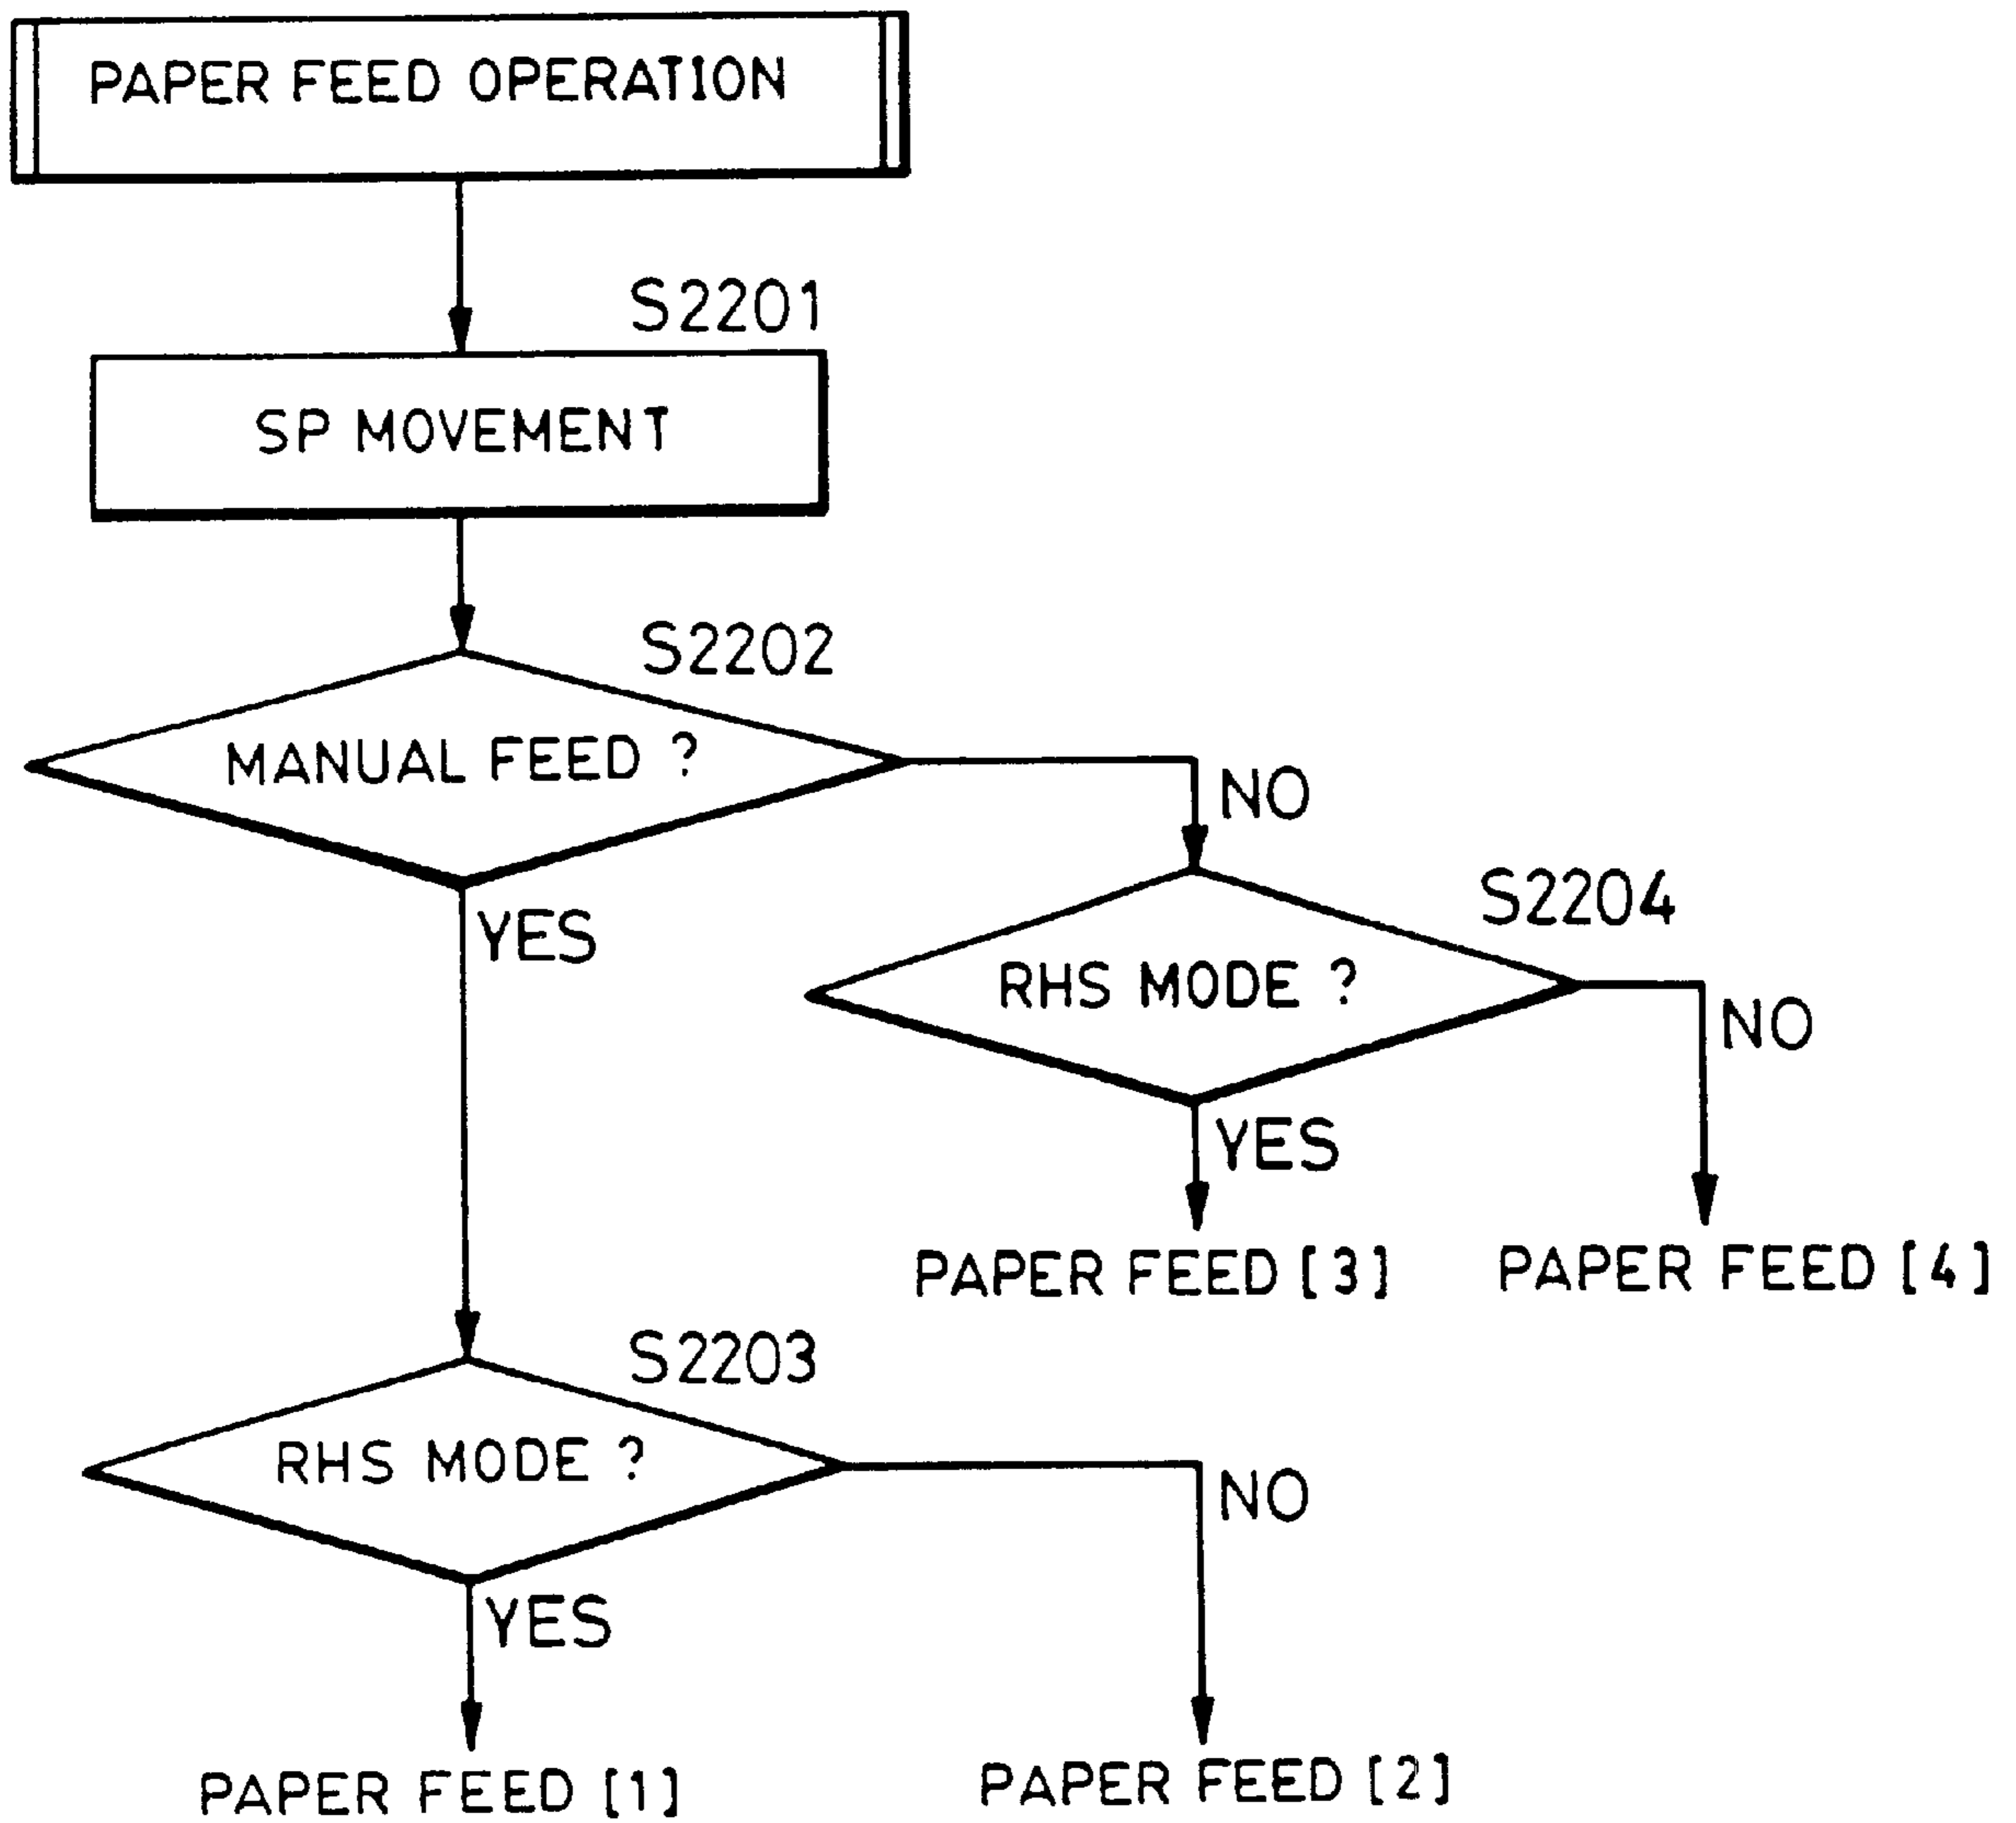 PAPER FEED OPERATION
S2201
SP MOVEMENT
S2202
MANUAL FEED ?
NO
YES
S2204
RHS MODE ?
NO
YES
PAPER FEED [3]
PAPER FEED [4]
S2203
RHS MODE ?
NO
YES
PAPER FEED [1]
PAPER FEED [2]